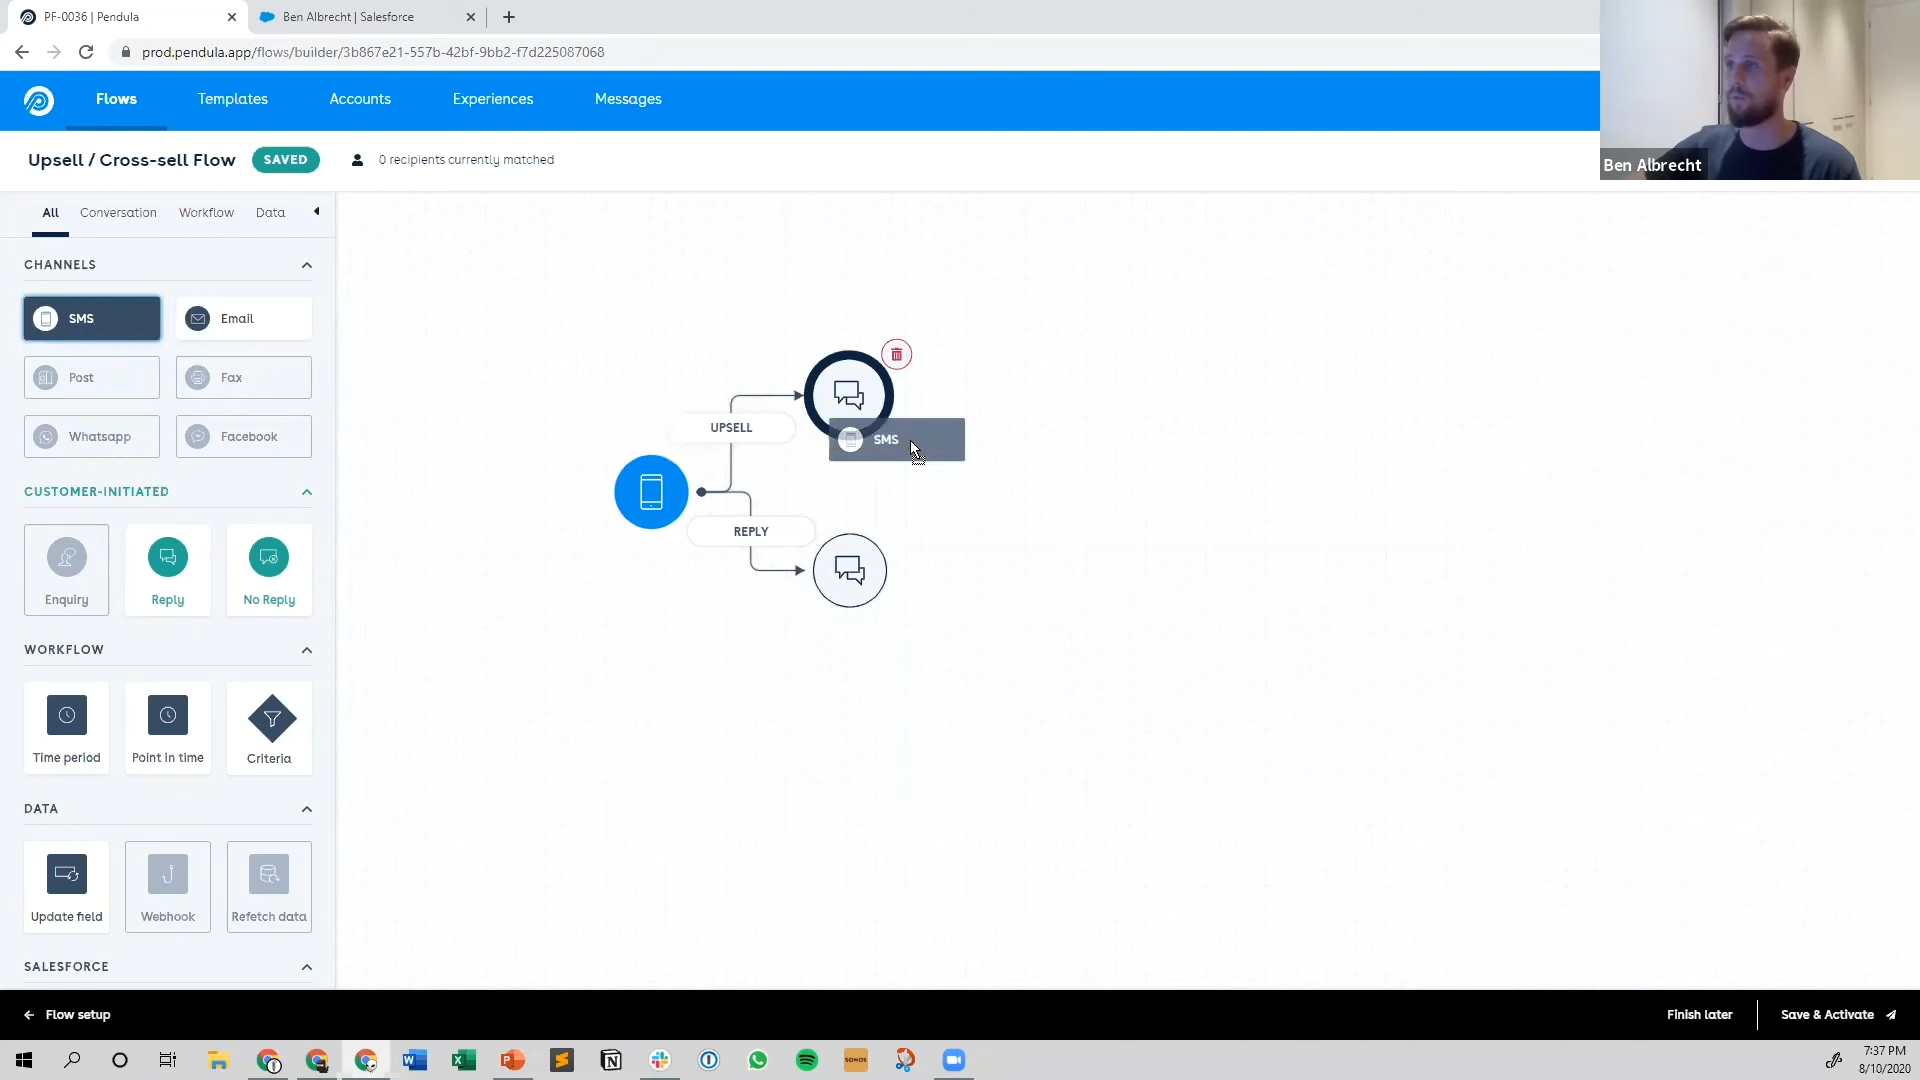 PF-0036 | Pendula
Ben Albrecht | Salesforce
prod.pendula.app/flows/builder/3b867e21-557b-42bf-9bb2-f7d225087068
Flows
Templates
Accounts
Experiences
Messages
Ben Albrecht
Upsell / Cross-sell Flow
SAVED
0 recipients currently matched
All
Conversation
Workflow
Data
CHANNELS
SMS
Email
Post
Fax
Whatsapp
Facebook
CUSTOMER-INITIATED
Enquiry
Reply
No Reply
WORKFLOW
Time period
Point in time
Criteria
DATA
Update field
Webhook
Refetch data
SALESFORCE
UPSELL
SMS
REPLY
Flow setup
Finish later
Save & Activate
SONOS
7:37 PM
8/10/2020